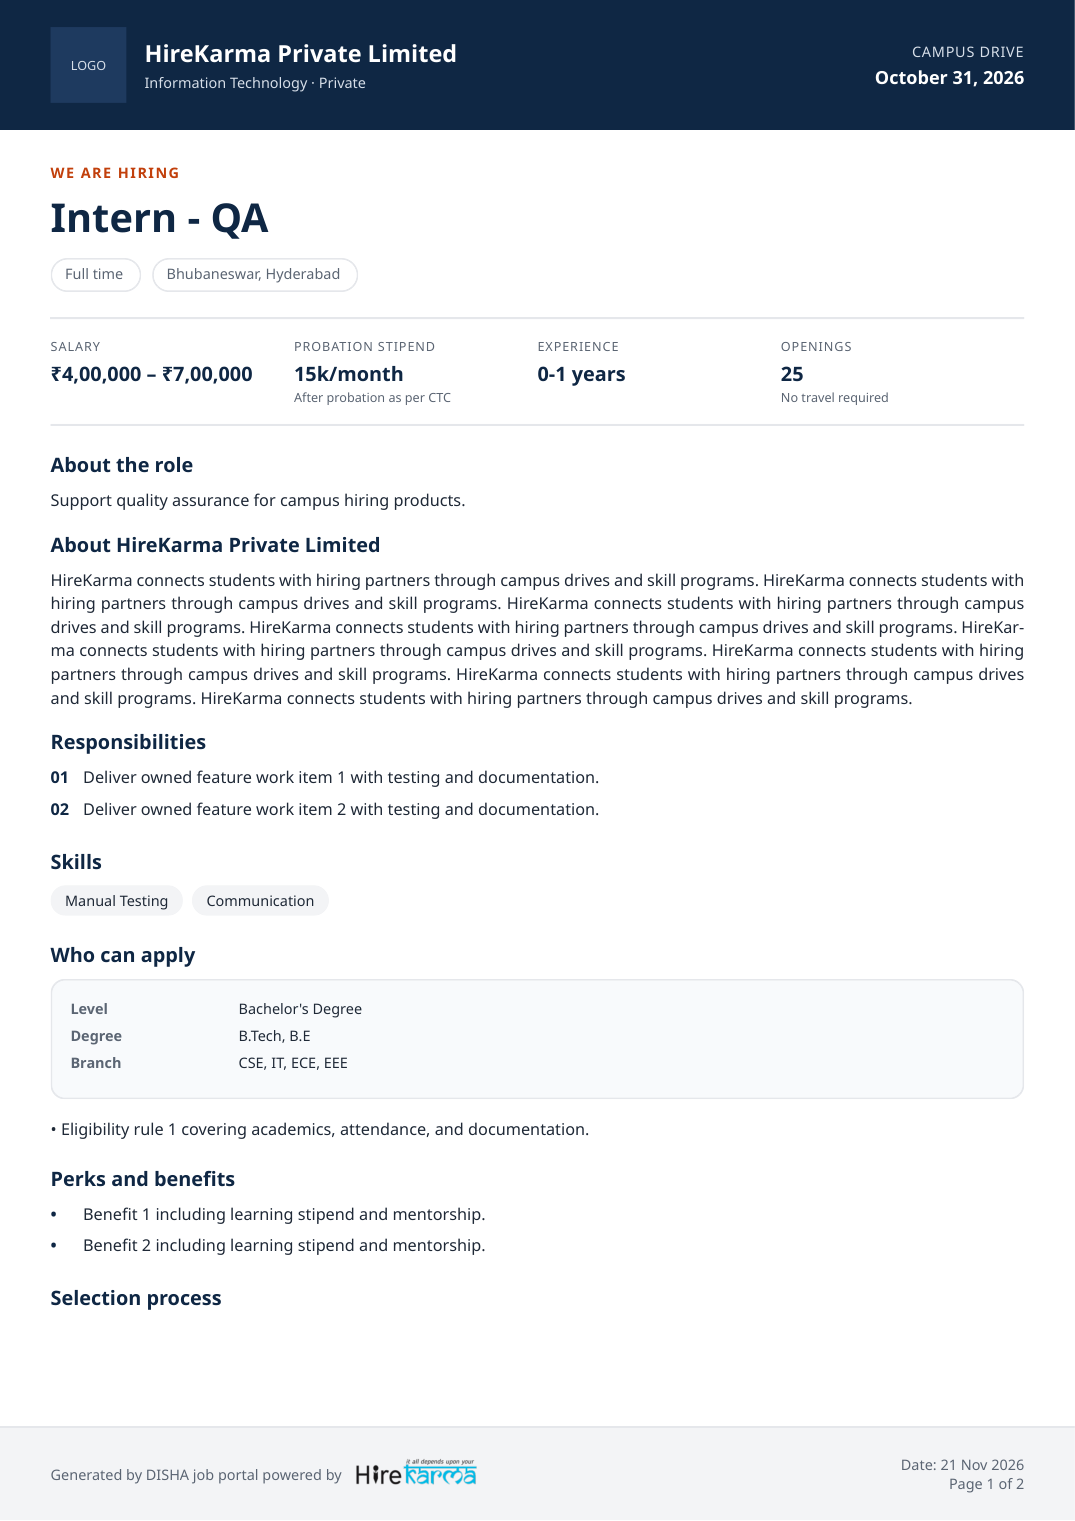 LOGO
HireKarma Private Limited
Information Technology · Private
CAMPUS DRIVE
October 31, 2026
WE ARE HIRING
Intern - QA
Full time
Bhubaneswar, Hyderabad
SALARY
₹4,00,000 – ₹7,00,000
PROBATION STIPEND
15k/month
After probation as per CTC
EXPERIENCE
0-1 years
OPENINGS
25
No travel required
About the role
Support quality assurance for campus hiring products.
About HireKarma Private Limited
HireKarma connects students with hiring partners through campus drives and skill programs. HireKarma connects students with
hiring partners through campus drives and skill programs. HireKarma connects students with hiring partners through campus
drives and skill programs. HireKarma connects students with hiring partners through campus drives and skill programs. HireKar-
ma connects students with hiring partners through campus drives and skill programs. HireKarma connects students with hiring
partners through campus drives and skill programs. HireKarma connects students with hiring partners through campus drives
and skill programs. HireKarma connects students with hiring partners through campus drives and skill programs.
Responsibilities
01 Deliver owned feature work item 1 with testing and documentation.
02 Deliver owned feature work item 2 with testing and documentation.
Skills
Manual Testing
Communication
Who can apply
Level Bachelor's Degree
Degree B.Tech, B.E
Branch CSE, IT, ECE, EEE
• Eligibility rule 1 covering academics, attendance, and documentation.
Perks and benefits
• Benefit 1 including learning stipend and mentorship.
• Benefit 2 including learning stipend and mentorship.
Selection process
Generated by DISHA job portal powered by
it all depends upon your
Hire karma
Date: 21 Nov 2026
Page 1 of 2